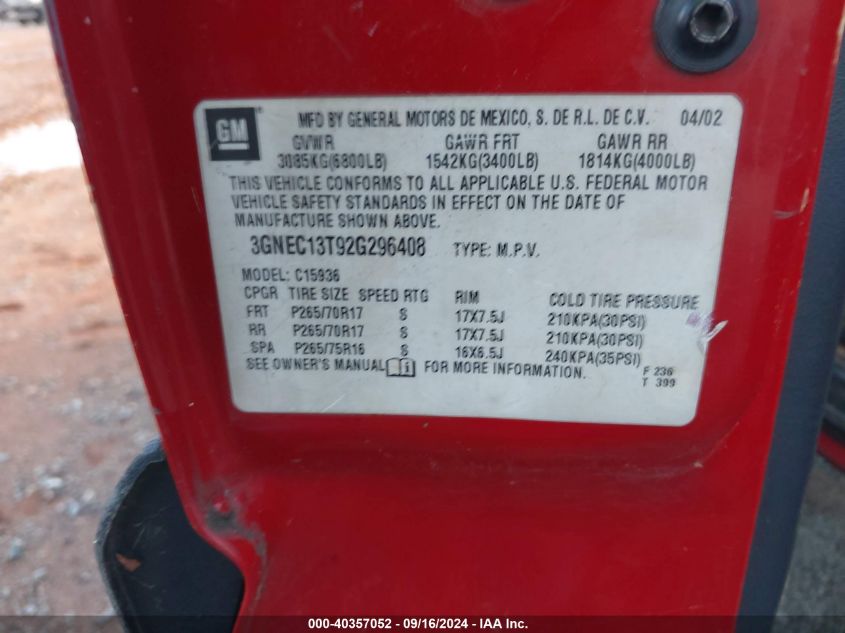 GM MFD BY GENERAL MOTORS DE MEXICO, S. DE R.L. DE C.V. 04/02
GVWR GAWR FRT GAWR RR
3085KG(6800LB) 1542KG(3400LB) 1814KG(4000LB)
THIS VEHICLE CONFORMS TO ALL APPLICABLE U.S. FEDERAL MOTOR
VEHICLE SAFETY STANDARDS IN EFFECT ON THE DATE OF
MANUFACTURE SHOWN ABOVE.
3GNEC13T92G296408 TYPE: M.P.V.
MODEL: C15936
CPGR TIRE SIZE SPEED RTG RIM COLD TIRE PRESSURE
FRT P265/70R17 S 17X7.5J 210KPA(30PSI)
RR P265/70R17 S 17X7.5J 210KPA(30PSI)
SPA P265/75R16 S 16X6.5J 240KPA(35PSI)
SEE OWNER'S MANUAL i FOR MORE INFORMATION.
F 236
T 399
000-40357052 - 09/16/2024 - IAA Inc.